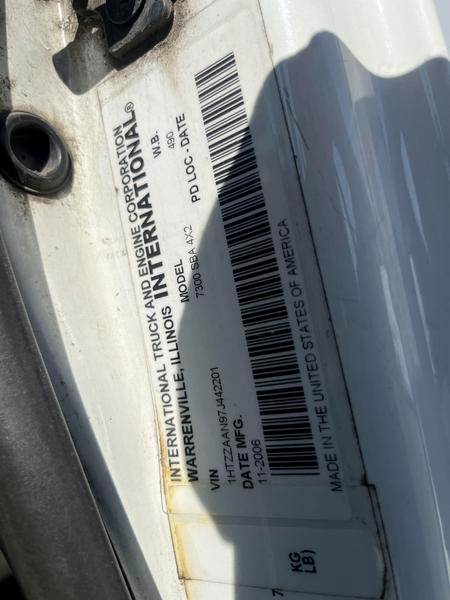 INTERNATIONAL TRUCK AND ENGINE CORPORATION
WARRENVILLE, ILLINOIS INTERNATIONAL®
MODEL W.B.
7300 SBA 4X2 490
VIN PD LOC - DATE
1HTZZAAN97J442201
DATE MFG.
11-2006
MADE IN THE UNITED STATES OF AMERICA
KG
LB)